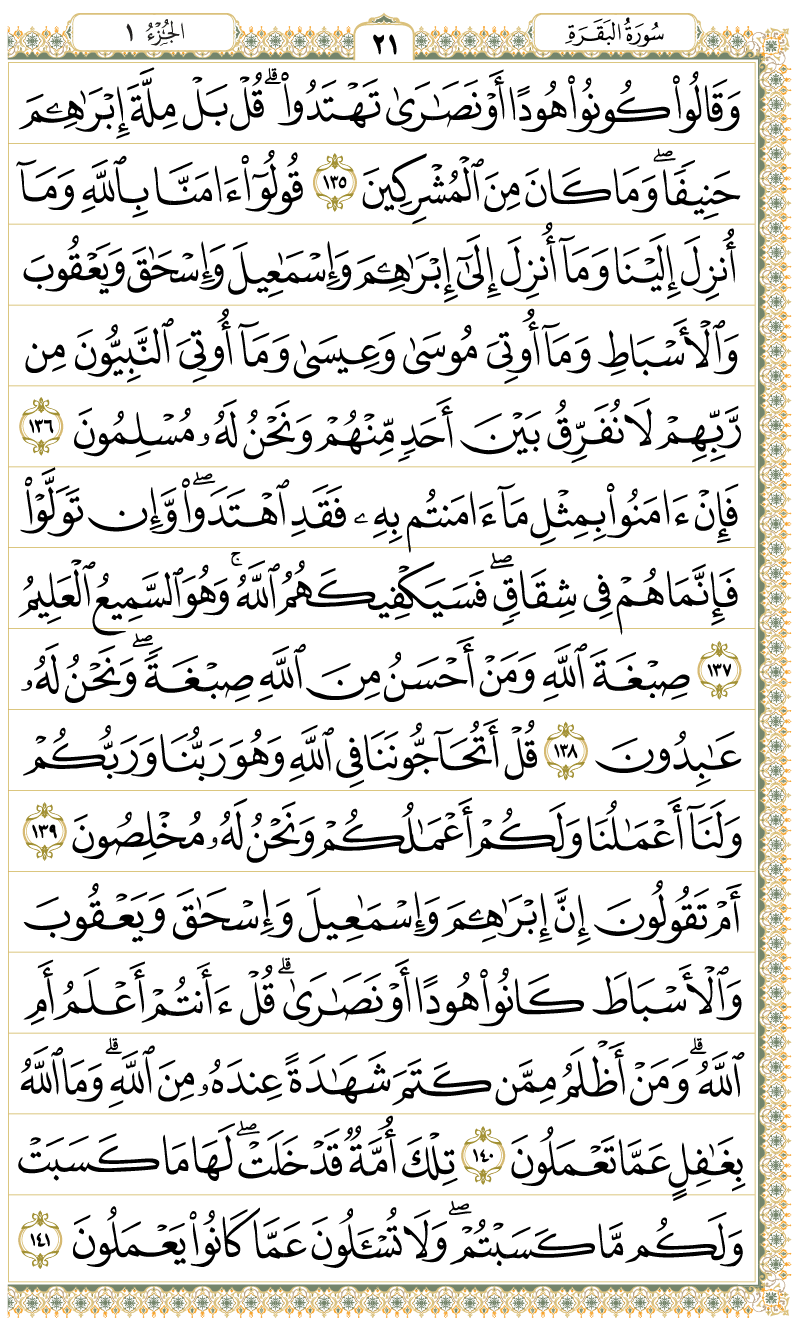 سُورَةُ الْبَقَرَةِ ٢١ الجُزْءُ ١
وَقَالُوا۟ كُونُوا۟ هُودًا أَوْ نَصَـٰرَىٰ تَهْتَدُوا۟ ۗ قُلْ بَلْ مِلَّةَ إِبْرَٰهِـۧمَ
حَنِيفًا ۖ وَمَا كَانَ مِنَ ٱلْمُشْرِكِينَ ١٣٥ قُولُوٓا۟ ءَامَنَّا بِٱللَّهِ وَمَآ
أُنزِلَ إِلَيْنَا وَمَآ أُنزِلَ إِلَىٰٓ إِبْرَٰهِـۧمَ وَإِسْمَـٰعِيلَ وَإِسْحَـٰقَ وَيَعْقُوبَ
وَٱلْأَسْبَاطِ وَمَآ أُوتِىَ مُوسَىٰ وَعِيسَىٰ وَمَآ أُوتِىَ ٱلنَّبِيُّونَ مِن
رَّبِّهِمْ لَا نُفَرِّقُ بَيْنَ أَحَدٍ مِّنْهُمْ وَنَحْنُ لَهُۥ مُسْلِمُونَ ١٣٦
فَإِنْ ءَامَنُوا۟ بِمِثْلِ مَآ ءَامَنتُم بِهِۦ فَقَدِ ٱهْتَدَوا۟ ۖ وَّإِن تَوَلَّوْا۟
فَإِنَّمَا هُمْ فِى شِقَاقٍ ۖ فَسَيَكْفِيكَهُمُ ٱللَّهُ ۚ وَهُوَ ٱلسَّمِيعُ ٱلْعَلِيمُ
١٣٧ صِبْغَةَ ٱللَّهِ وَمَنْ أَحْسَنُ مِنَ ٱللَّهِ صِبْغَةً ۖ وَنَحْنُ لَهُۥ
عَـٰبِدُونَ ١٣٨ قُلْ أَتُحَآجُّونَنَا فِى ٱللَّهِ وَهُوَ رَبُّنَا وَرَبُّكُمْ
وَلَنَآ أَعْمَـٰلُنَا وَلَكُمْ أَعْمَـٰلُكُمْ وَنَحْنُ لَهُۥ مُخْلِصُونَ ١٣٩
أَمْ تَقُولُونَ إِنَّ إِبْرَٰهِـۧمَ وَإِسْمَـٰعِيلَ وَإِسْحَـٰقَ وَيَعْقُوبَ
وَٱلْأَسْبَاطَ كَانُوا۟ هُودًا أَوْ نَصَـٰرَىٰ ۗ قُلْ ءَأَنتُمْ أَعْلَمُ أَمِ
ٱللَّهُ ۗ وَمَنْ أَظْلَمُ مِمَّن كَتَمَ شَهَـٰدَةً عِندَهُۥ مِنَ ٱللَّهِ ۗ وَمَا ٱللَّهُ
بِغَـٰفِلٍ عَمَّا تَعْمَلُونَ ١٤٠ تِلْكَ أُمَّةٌ قَدْ خَلَتْ ۖ لَهَا مَا كَسَبَتْ
وَلَكُم مَّا كَسَبْتُمْ ۖ وَلَا تُسْـَٔلُونَ عَمَّا كَانُوا۟ يَعْمَلُونَ ١٤١